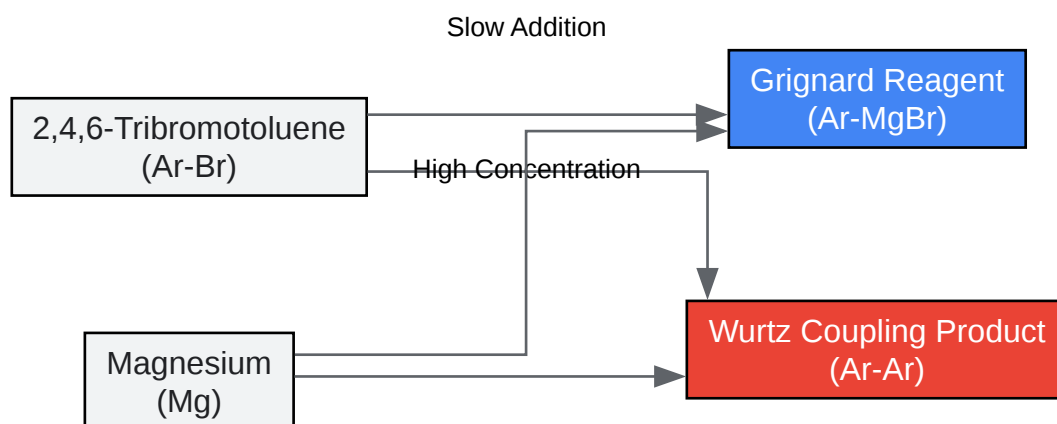 Slow Addition
Grignard Reagent
(Ar-MgBr)
2,4,6-Tribromotoluene
(Ar-Br)
High Concentration
Wurtz Coupling Product
(Ar-Ar)
Magnesium
(Mg)